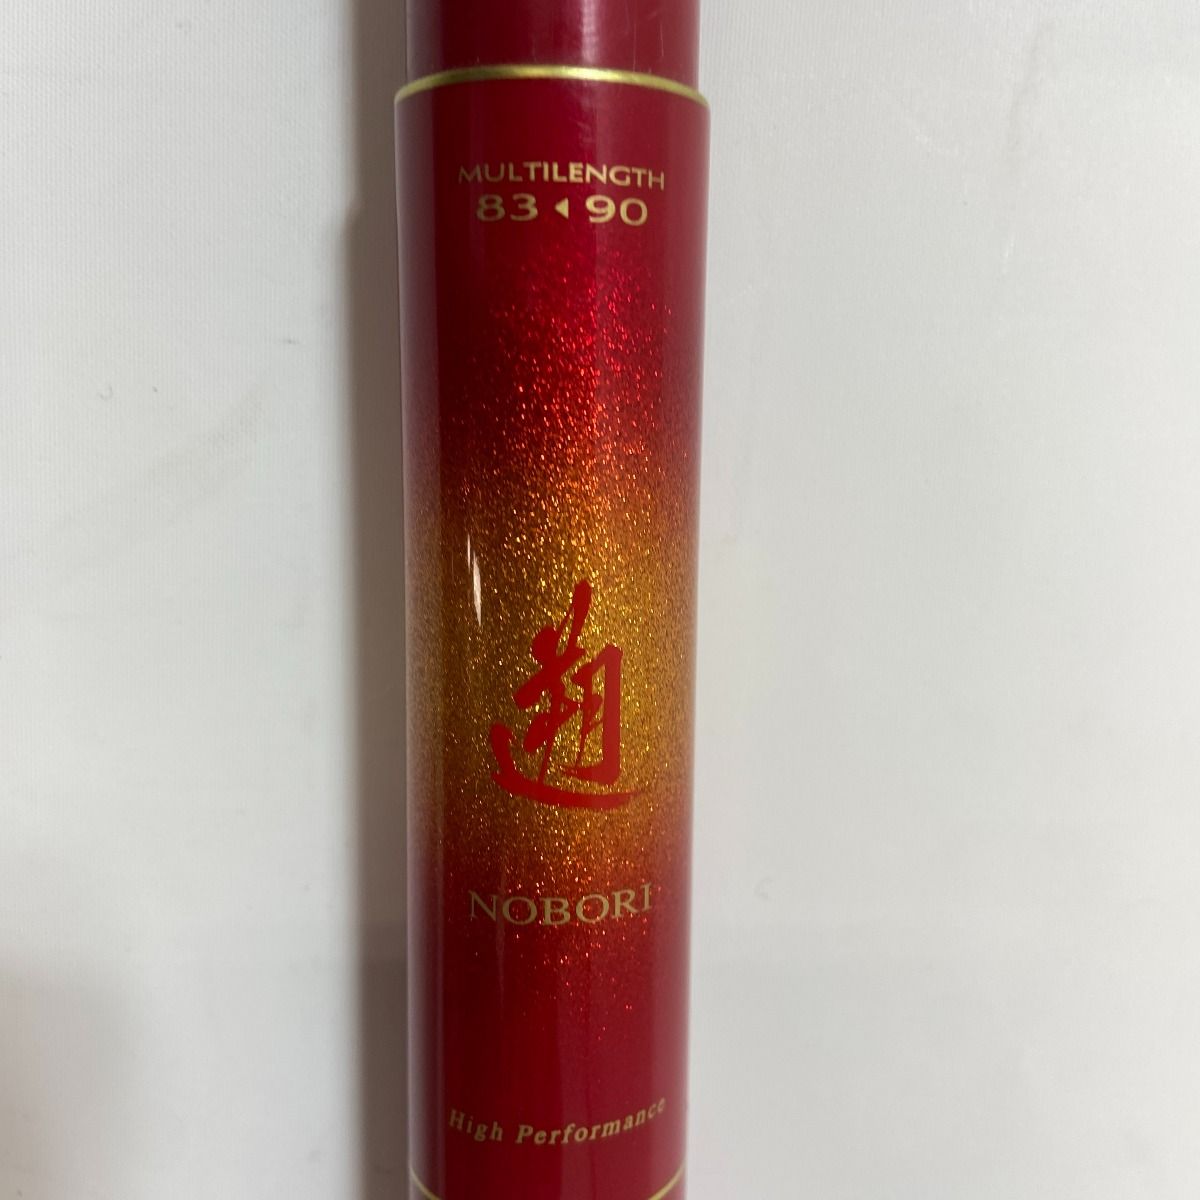 MULTILENGTH
83 ◀ 90
遡
NOBORI
High Performance